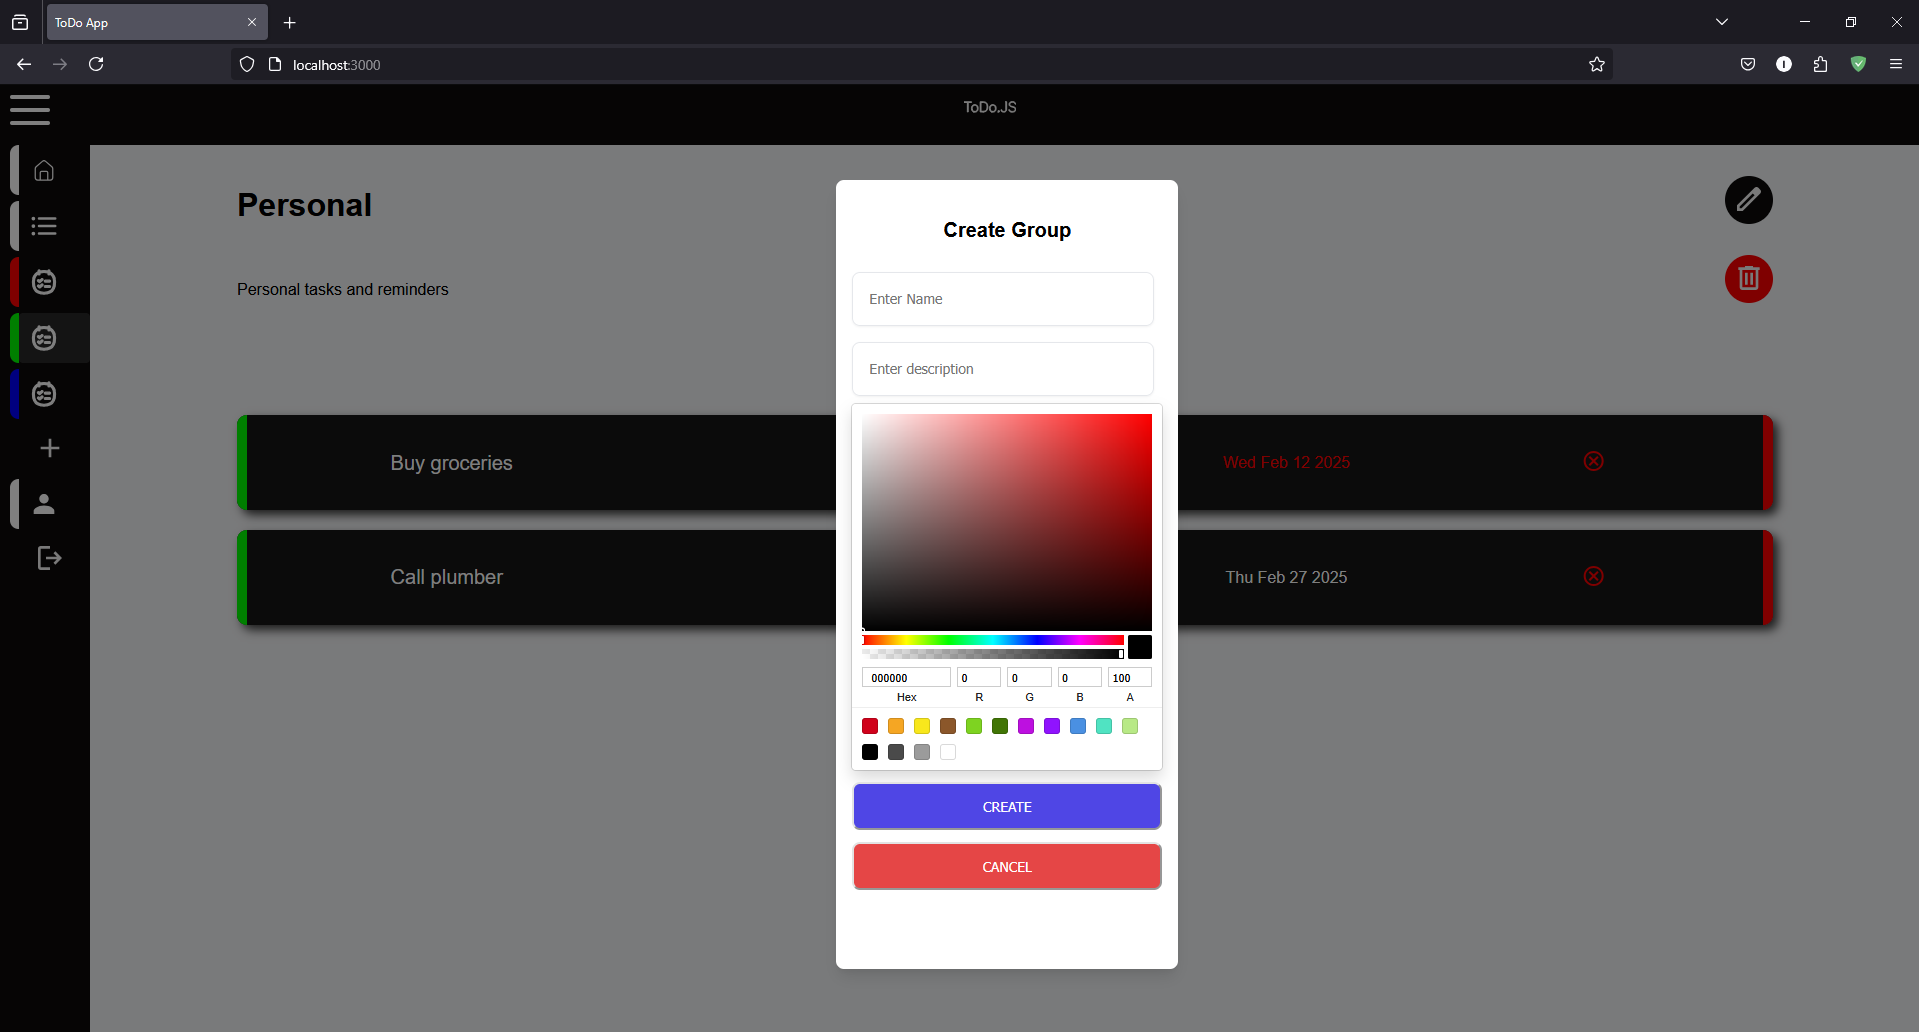 ToDo App
localhost:3000
ToDo.JS
Personal
Personal tasks and reminders
Buy groceries
Wed Feb 12 2025
Call plumber
Thu Feb 27 2025
Create Group
Enter Name
Enter description
000000 0 0 0 100
Hex R G B A
CREATE
CANCEL